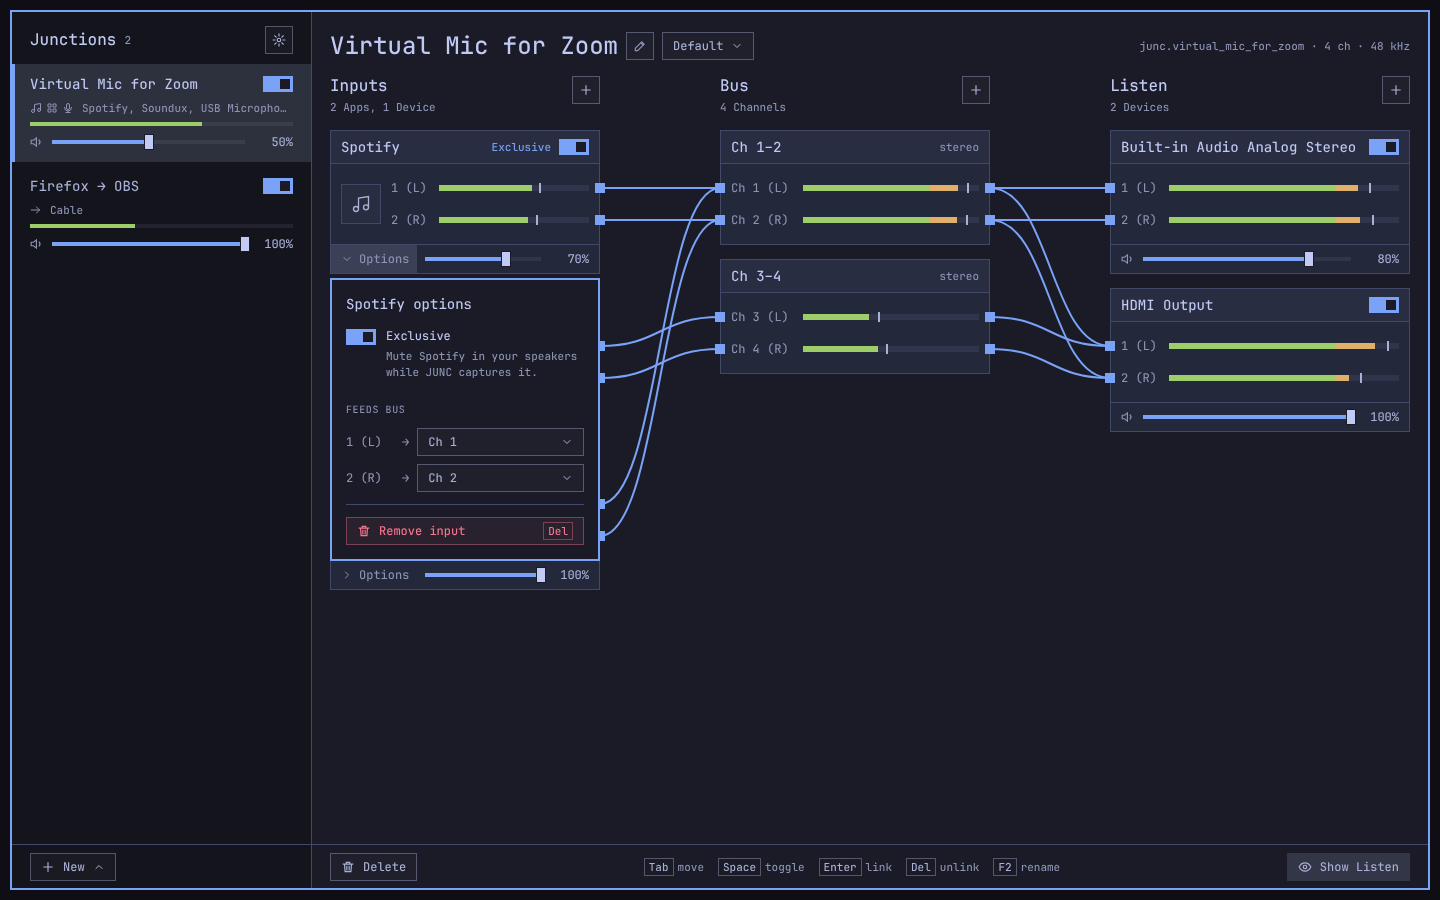 Junctions 2
Virtual Mic for Zoom
Spotify, Soundux, USB Micropho…
50%
Firefox → OBS
→ Cable
100%
New
Virtual Mic for Zoom
Default
junc.virtual_mic_for_zoom · 4 ch · 48 kHz
Inputs
2 Apps, 1 Device
Spotify Exclusive
1 (L)
2 (R)
Options 70%
Spotify options
Exclusive
Mute Spotify in your speakers
while JUNC captures it.
FEEDS BUS
1 (L) → Ch 1
2 (R) → Ch 2
Remove input Del
Options 100%
Bus
4 Channels
Ch 1–2 stereo
Ch 1 (L)
Ch 2 (R)
Ch 3–4 stereo
Ch 3 (L)
Ch 4 (R)
Listen
2 Devices
Built-in Audio Analog Stereo
1 (L)
2 (R)
80%
HDMI Output
1 (L)
2 (R)
100%
Delete
Tab move Space toggle Enter link Del unlink F2 rename
Show Listen